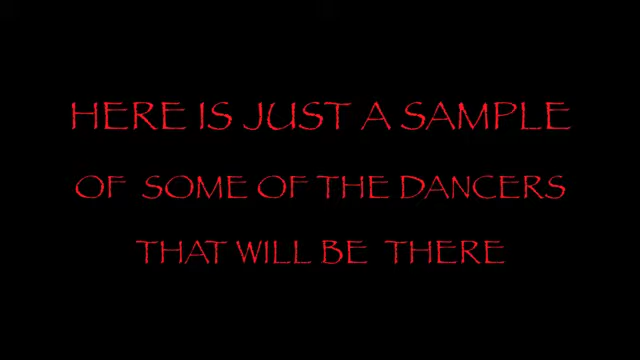 HERE IS JUST A SAMPLE
OF SOME OF THE DANCERS
THAT WILL BE THERE